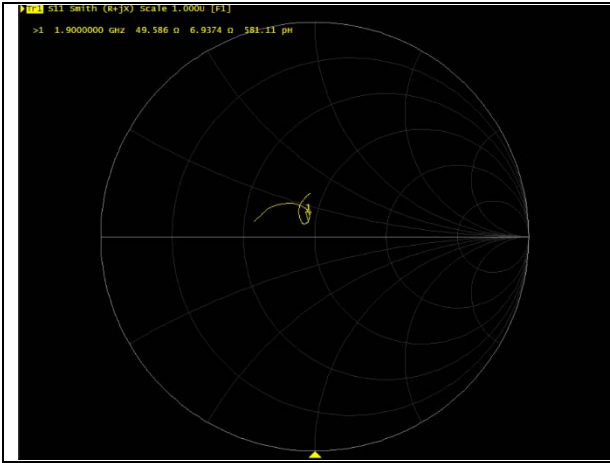 Tr1 S11 Smith (R+jX) Scale 1.000U [F1]
>1 1.9000000 GHz 49.586 Ω 6.9374 Ω 581.11 pH
1